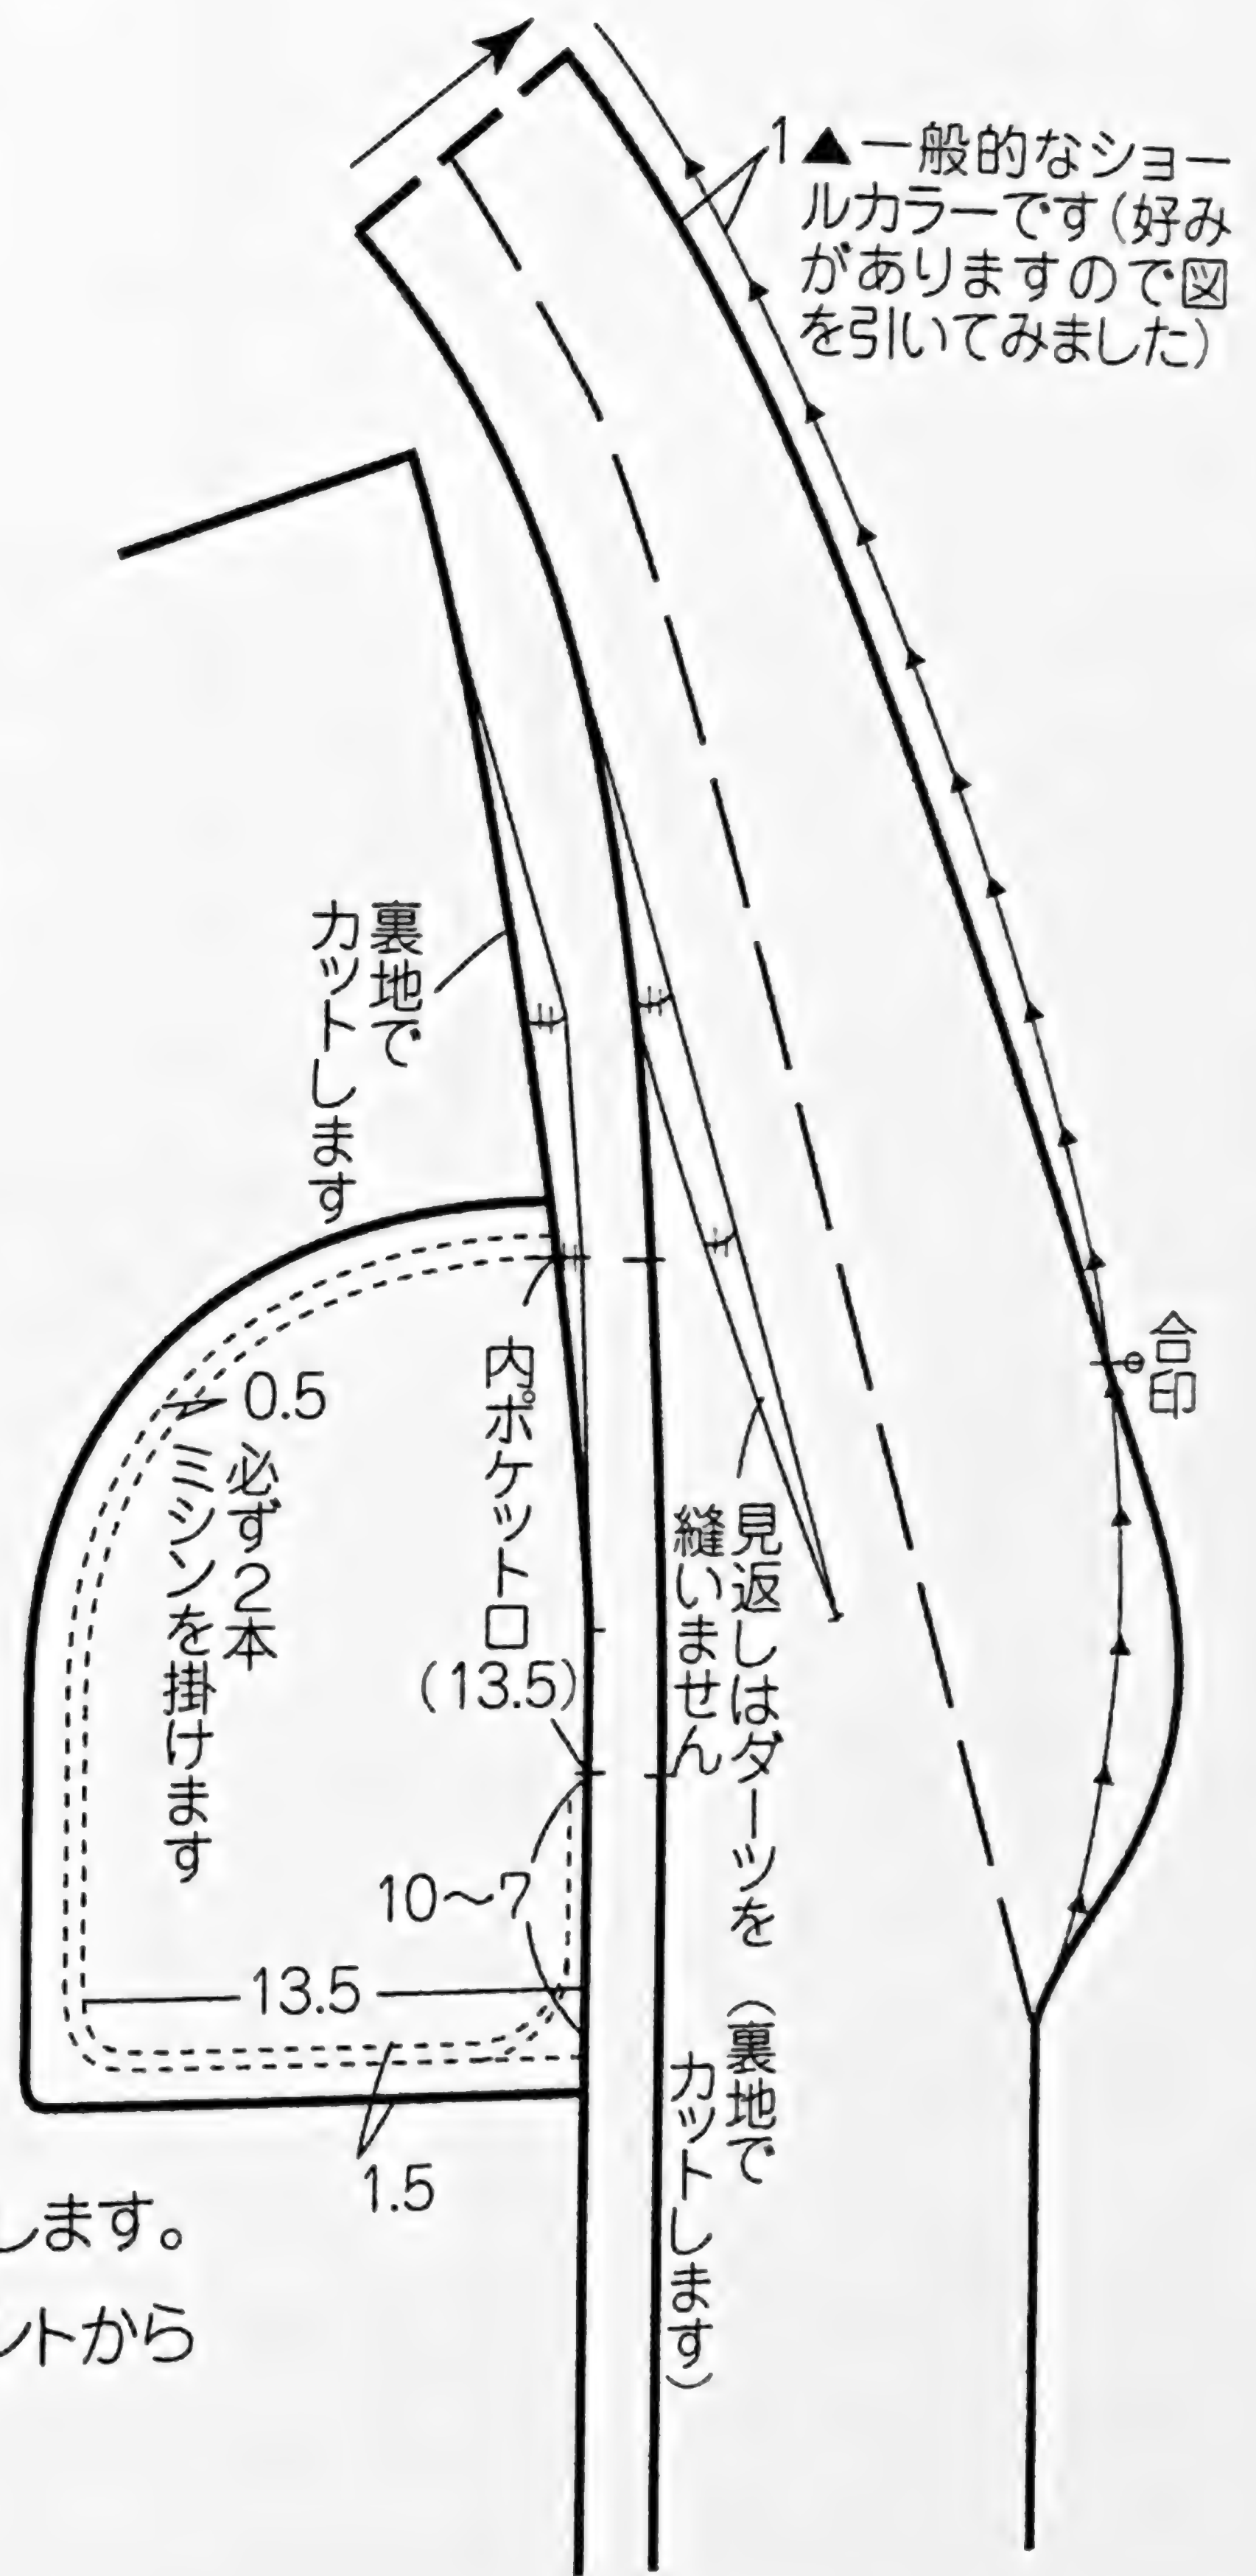 1▲一般的なショー
ルカラーです(好み
がありますので図
を引いてみました)
裏地で
カットします
合印
0.5
必ず2本
ミシンを掛けます
内ポケット口
(13.5)
見返しはダーツを
縫いません
(裏地で
カットします)
10〜7
13.5
1.5
します。
ントから